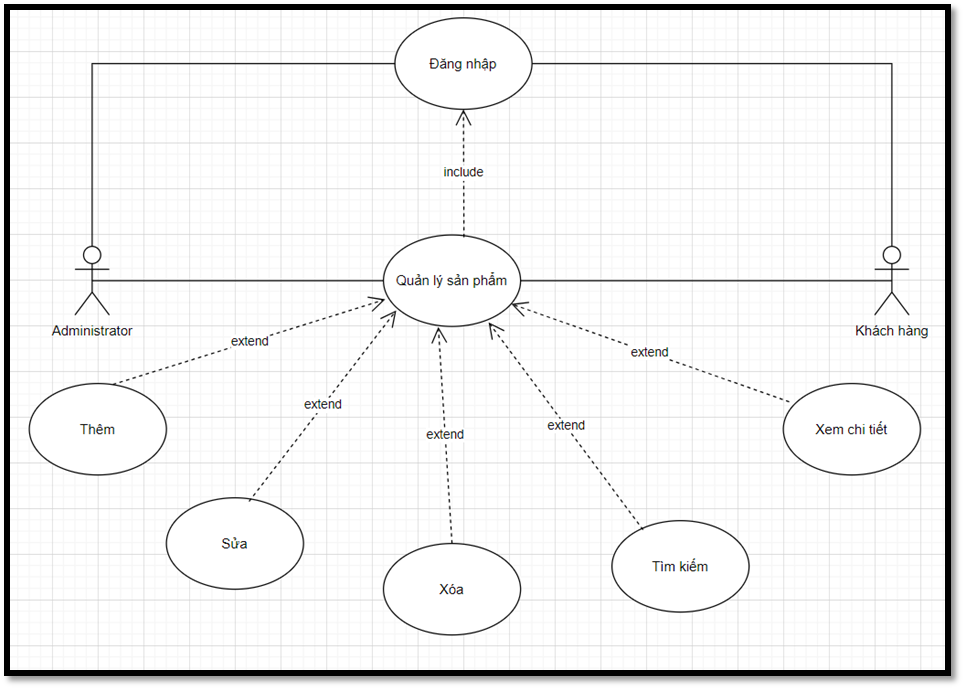 Đăng nhập
include
Quản lý sản phẩm
Administrator
Khách hàng
extend
extend
extend
extend
extend
Thêm
Xem chi tiết
Sửa
Tìm kiếm
Xóa